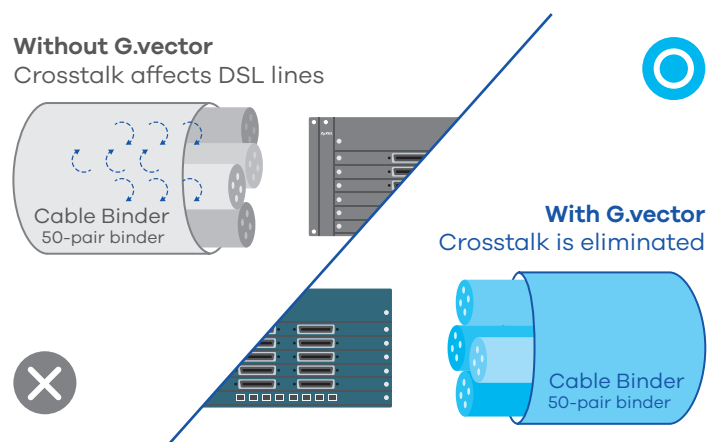 Without G.vector
Crosstalk affects DSL lines
Cable Binder
50-pair binder
With G.vector
Crosstalk is eliminated
Cable Binder
50-pair binder